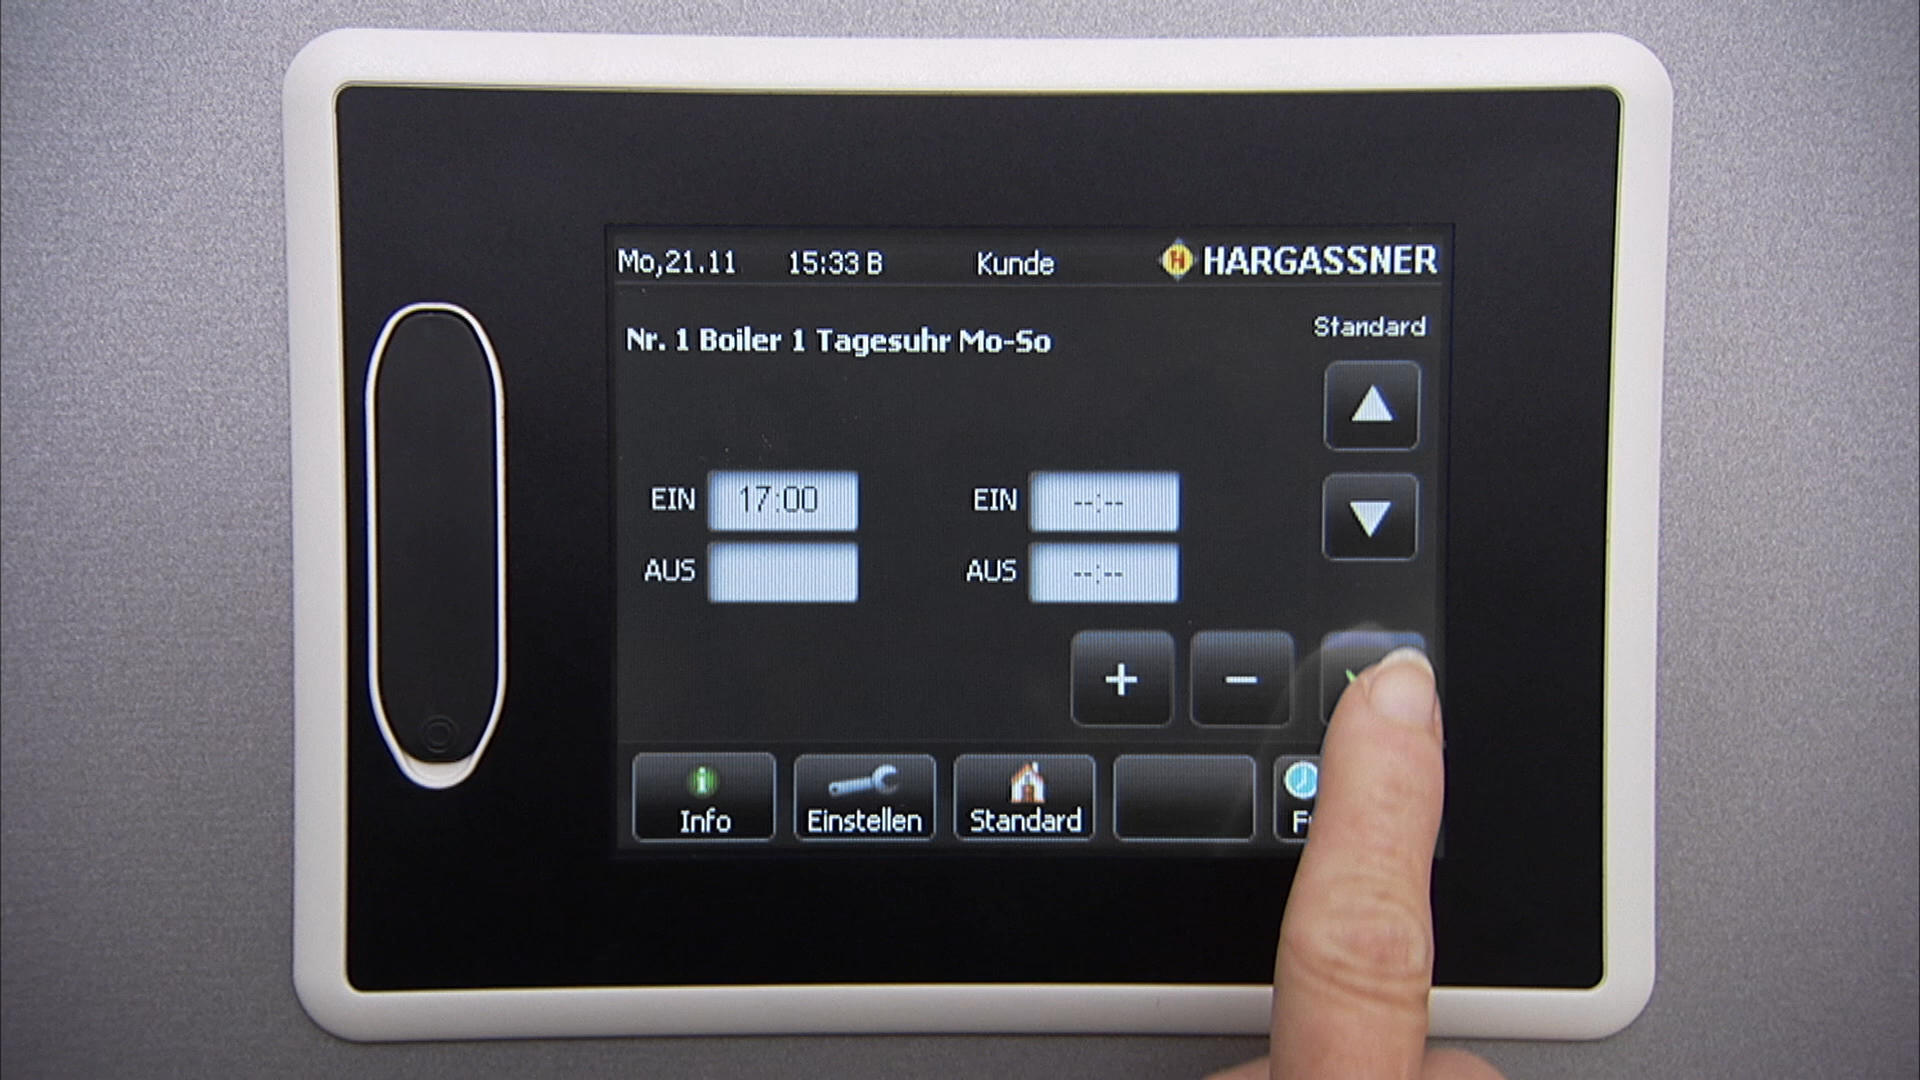 Mo,21.11 15:33 B Kunde HARGASSNER
Nr. 1 Boiler 1 Tagesuhr Mo-So
Standard
EIN 17:00 EIN --:--
AUS AUS --:--
+ −
Info Einstellen Standard